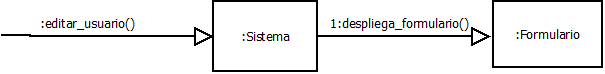 :editar_usuario()
:Sistema
1:despliega_formulario()
:Formulario